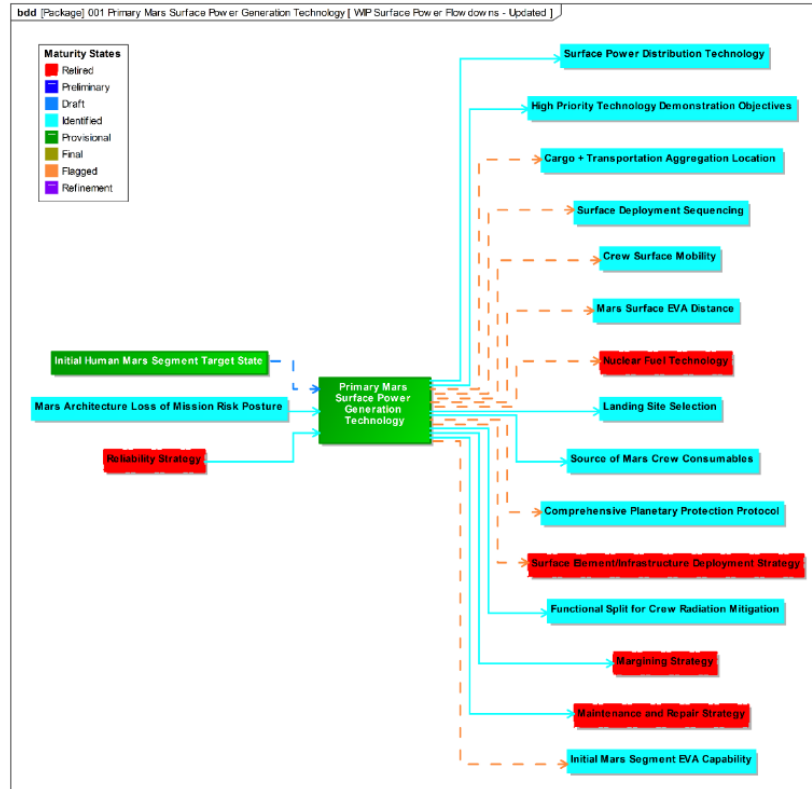 bdd [Package] 001 Primary Mars Surface Power Generation Technology [ WIP Surface Power Flowdowns - Updated ]
Maturity States
Retired
Preliminary
Draft
Identified
Provisional
Final
Flagged
Refinement
Initial Human Mars Segment Target State
Mars Architecture Loss of Mission Risk Posture
Reliability Strategy
Primary Mars
Surface Power
Generation
Technology
Surface Power Distribution Technology
High Priority Technology Demonstration Objectives
Cargo + Transportation Aggregation Location
Surface Deployment Sequencing
Crew Surface Mobility
Mars Surface EVA Distance
Nuclear Fuel Technology
Landing Site Selection
Source of Mars Crew Consumables
Comprehensive Planetary Protection Protocol
Surface Element/Infrastructure Deployment Strategy
Functional Split for Crew Radiation Mitigation
Margining Strategy
Maintenance and Repair Strategy
Initial Mars Segment EVA Capability